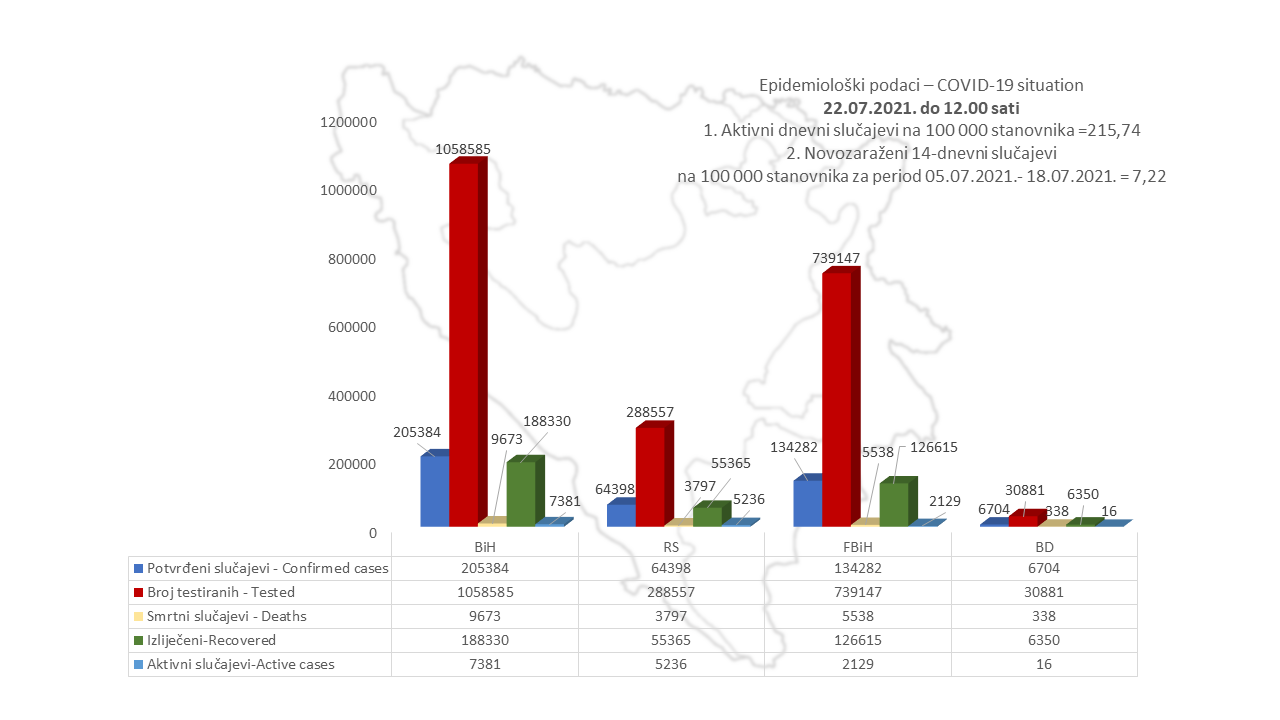 Epidemiološki podaci – COVID-19 situation
22.07.2021. do 12.00 sati
1. Aktivni dnevni slučajevi na 100 000 stanovnika =215,74
2. Novozaraženi 14-dnevni slučajevi
na 100 000 stanovnika za period 05.07.2021.- 18.07.2021. = 7,22
1200000
1000000
800000
600000
400000
200000
0
205384
1058585
9673
188330
7381
64398
288557
3797
55365
5236
134282
739147
5538
126615
2129
6704
30881
338
6350
16
BiH RS FBiH BD
Potvrđeni slučajevi - Confirmed cases 205384 64398 134282 6704
Broj testiranih - Tested 1058585 288557 739147 30881
Smrtni slučajevi - Deaths 9673 3797 5538 338
Izliječeni-Recovered 188330 55365 126615 6350
Aktivni slučajevi-Active cases 7381 5236 2129 16